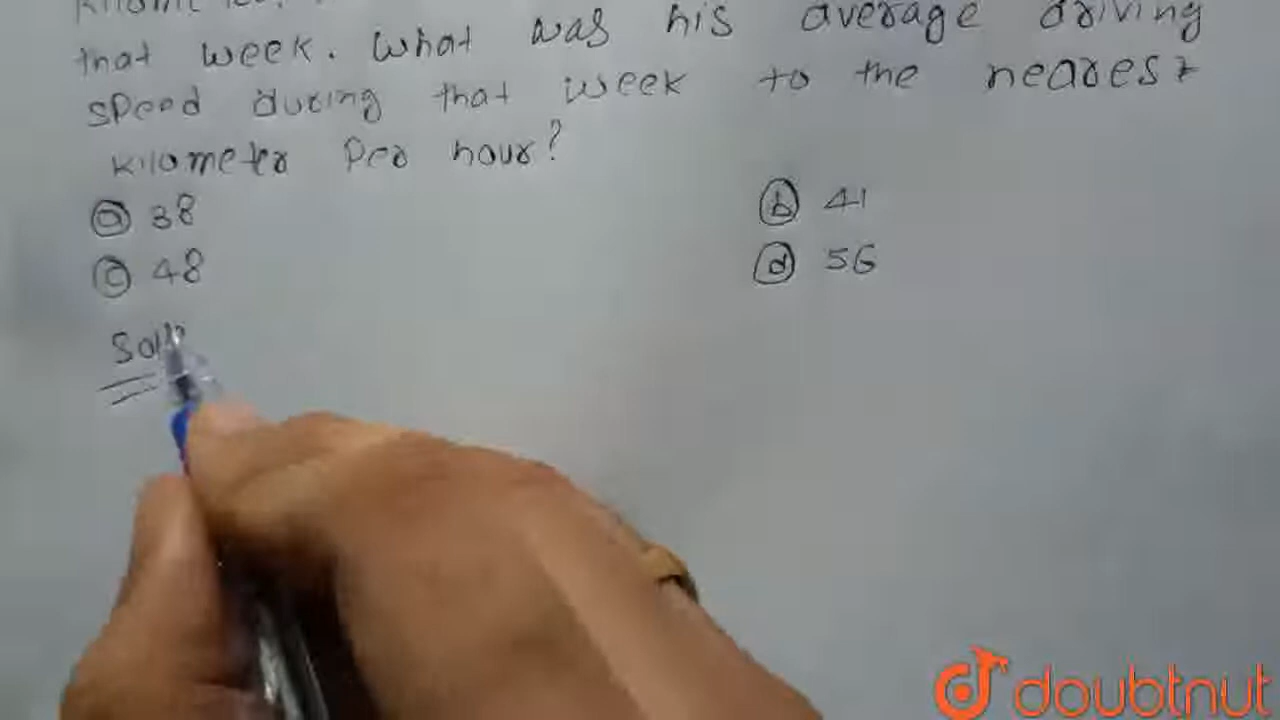 that week. What was his average driving
speed during that week to the nearest
kilometer Per hour?
(a) 38
(b) 41
(c) 48
(d) 56
doubtnut